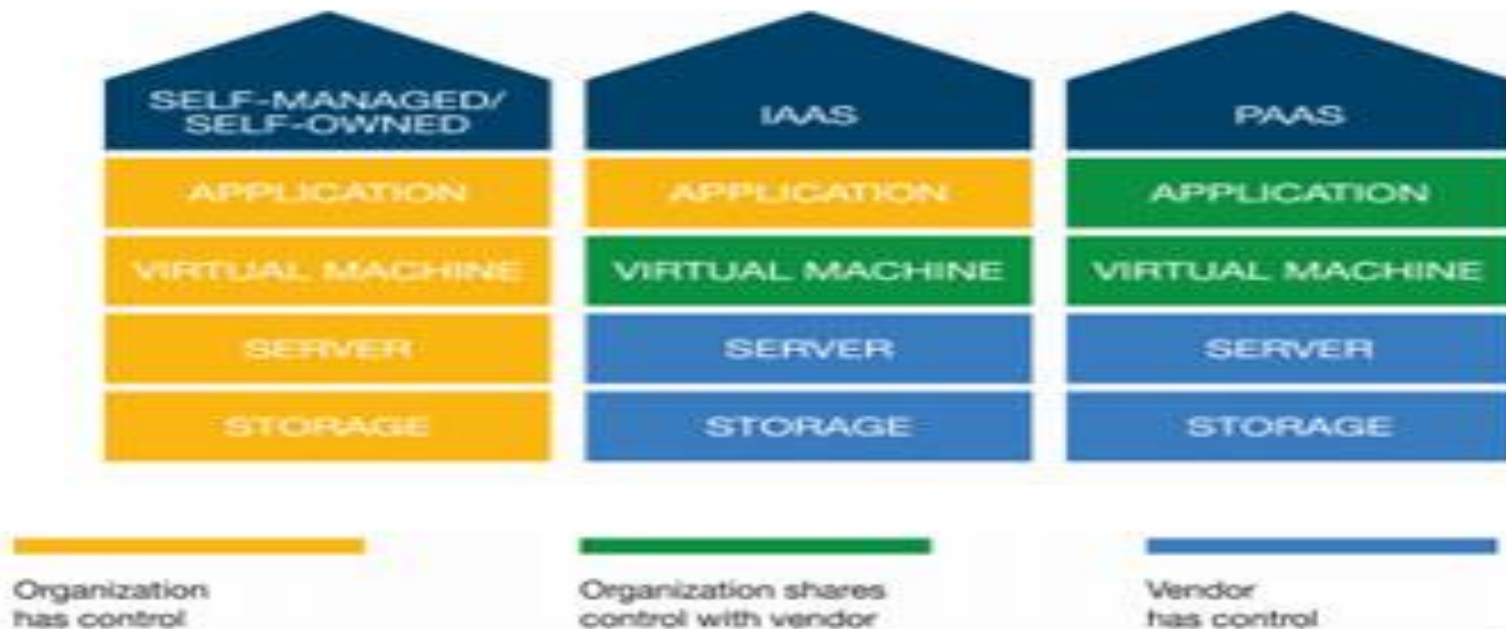 SELF-MANAGED/
SELF-OWNED
IAAS
PAAS
APPLICATION
APPLICATION
APPLICATION
VIRTUAL MACHINE
VIRTUAL MACHINE
VIRTUAL MACHINE
SERVER
SERVER
SERVER
STORAGE
STORAGE
STORAGE
Organization
has control
Organization shares
control with vendor
Vendor
has control